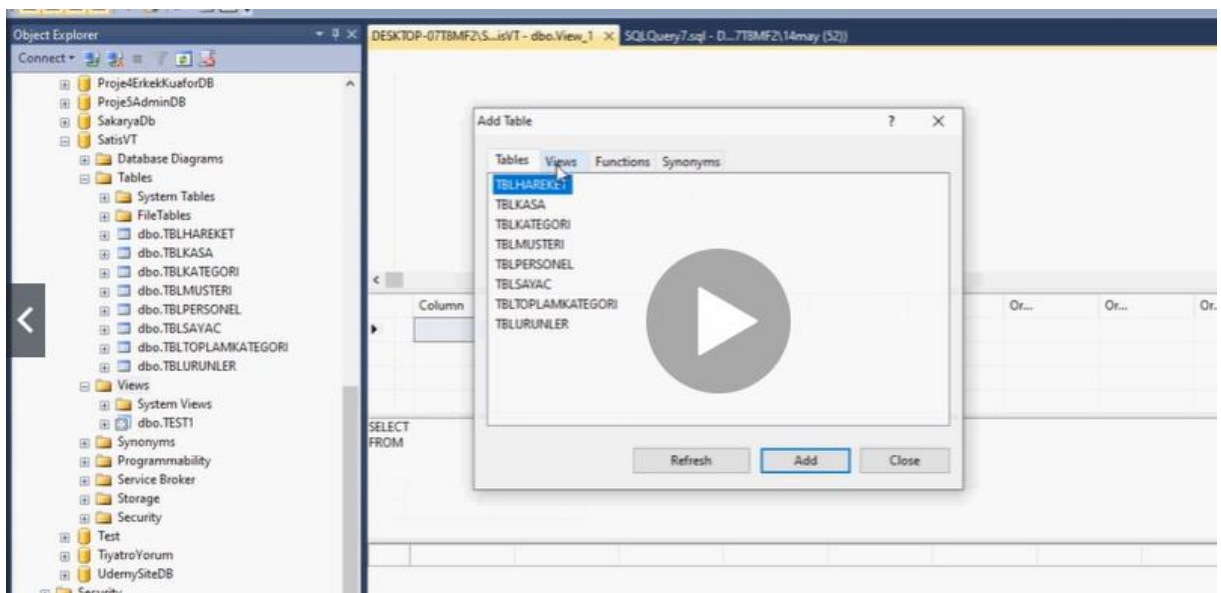 Object Explorer
Connect
Proje4ErkekKuaforDB
Proje5AdminDB
SakaryaDb
SatisVT
Database Diagrams
Tables
System Tables
FileTables
dbo.TBLHAREKET
dbo.TBLKASA
dbo.TBLKATEGORI
dbo.TBLMUSTERI
dbo.TBLPERSONEL
dbo.TBLSAYAC
dbo.TBLTOPLAMKATEGORI
dbo.TBLURUNLER
Views
System Views
dbo.TEST1
Synonyms
Programmability
Service Broker
Storage
Security
Test
TiyatroYorum
UdemySiteDB
Security
DESKTOP-07T8MF2\S...isVT - dbo.View_1
SQLQuery7.sql - D...7T8MF2\14may (52))
Add Table
Tables Views Functions Synonyms
TBLHAREKET
TBLKASA
TBLKATEGORI
TBLMUSTERI
TBLPERSONEL
TBLSAYAC
TBLTOPLAMKATEGORI
TBLURUNLER
Refresh Add Close
Column Or... Or... Or.
SELECT
FROM